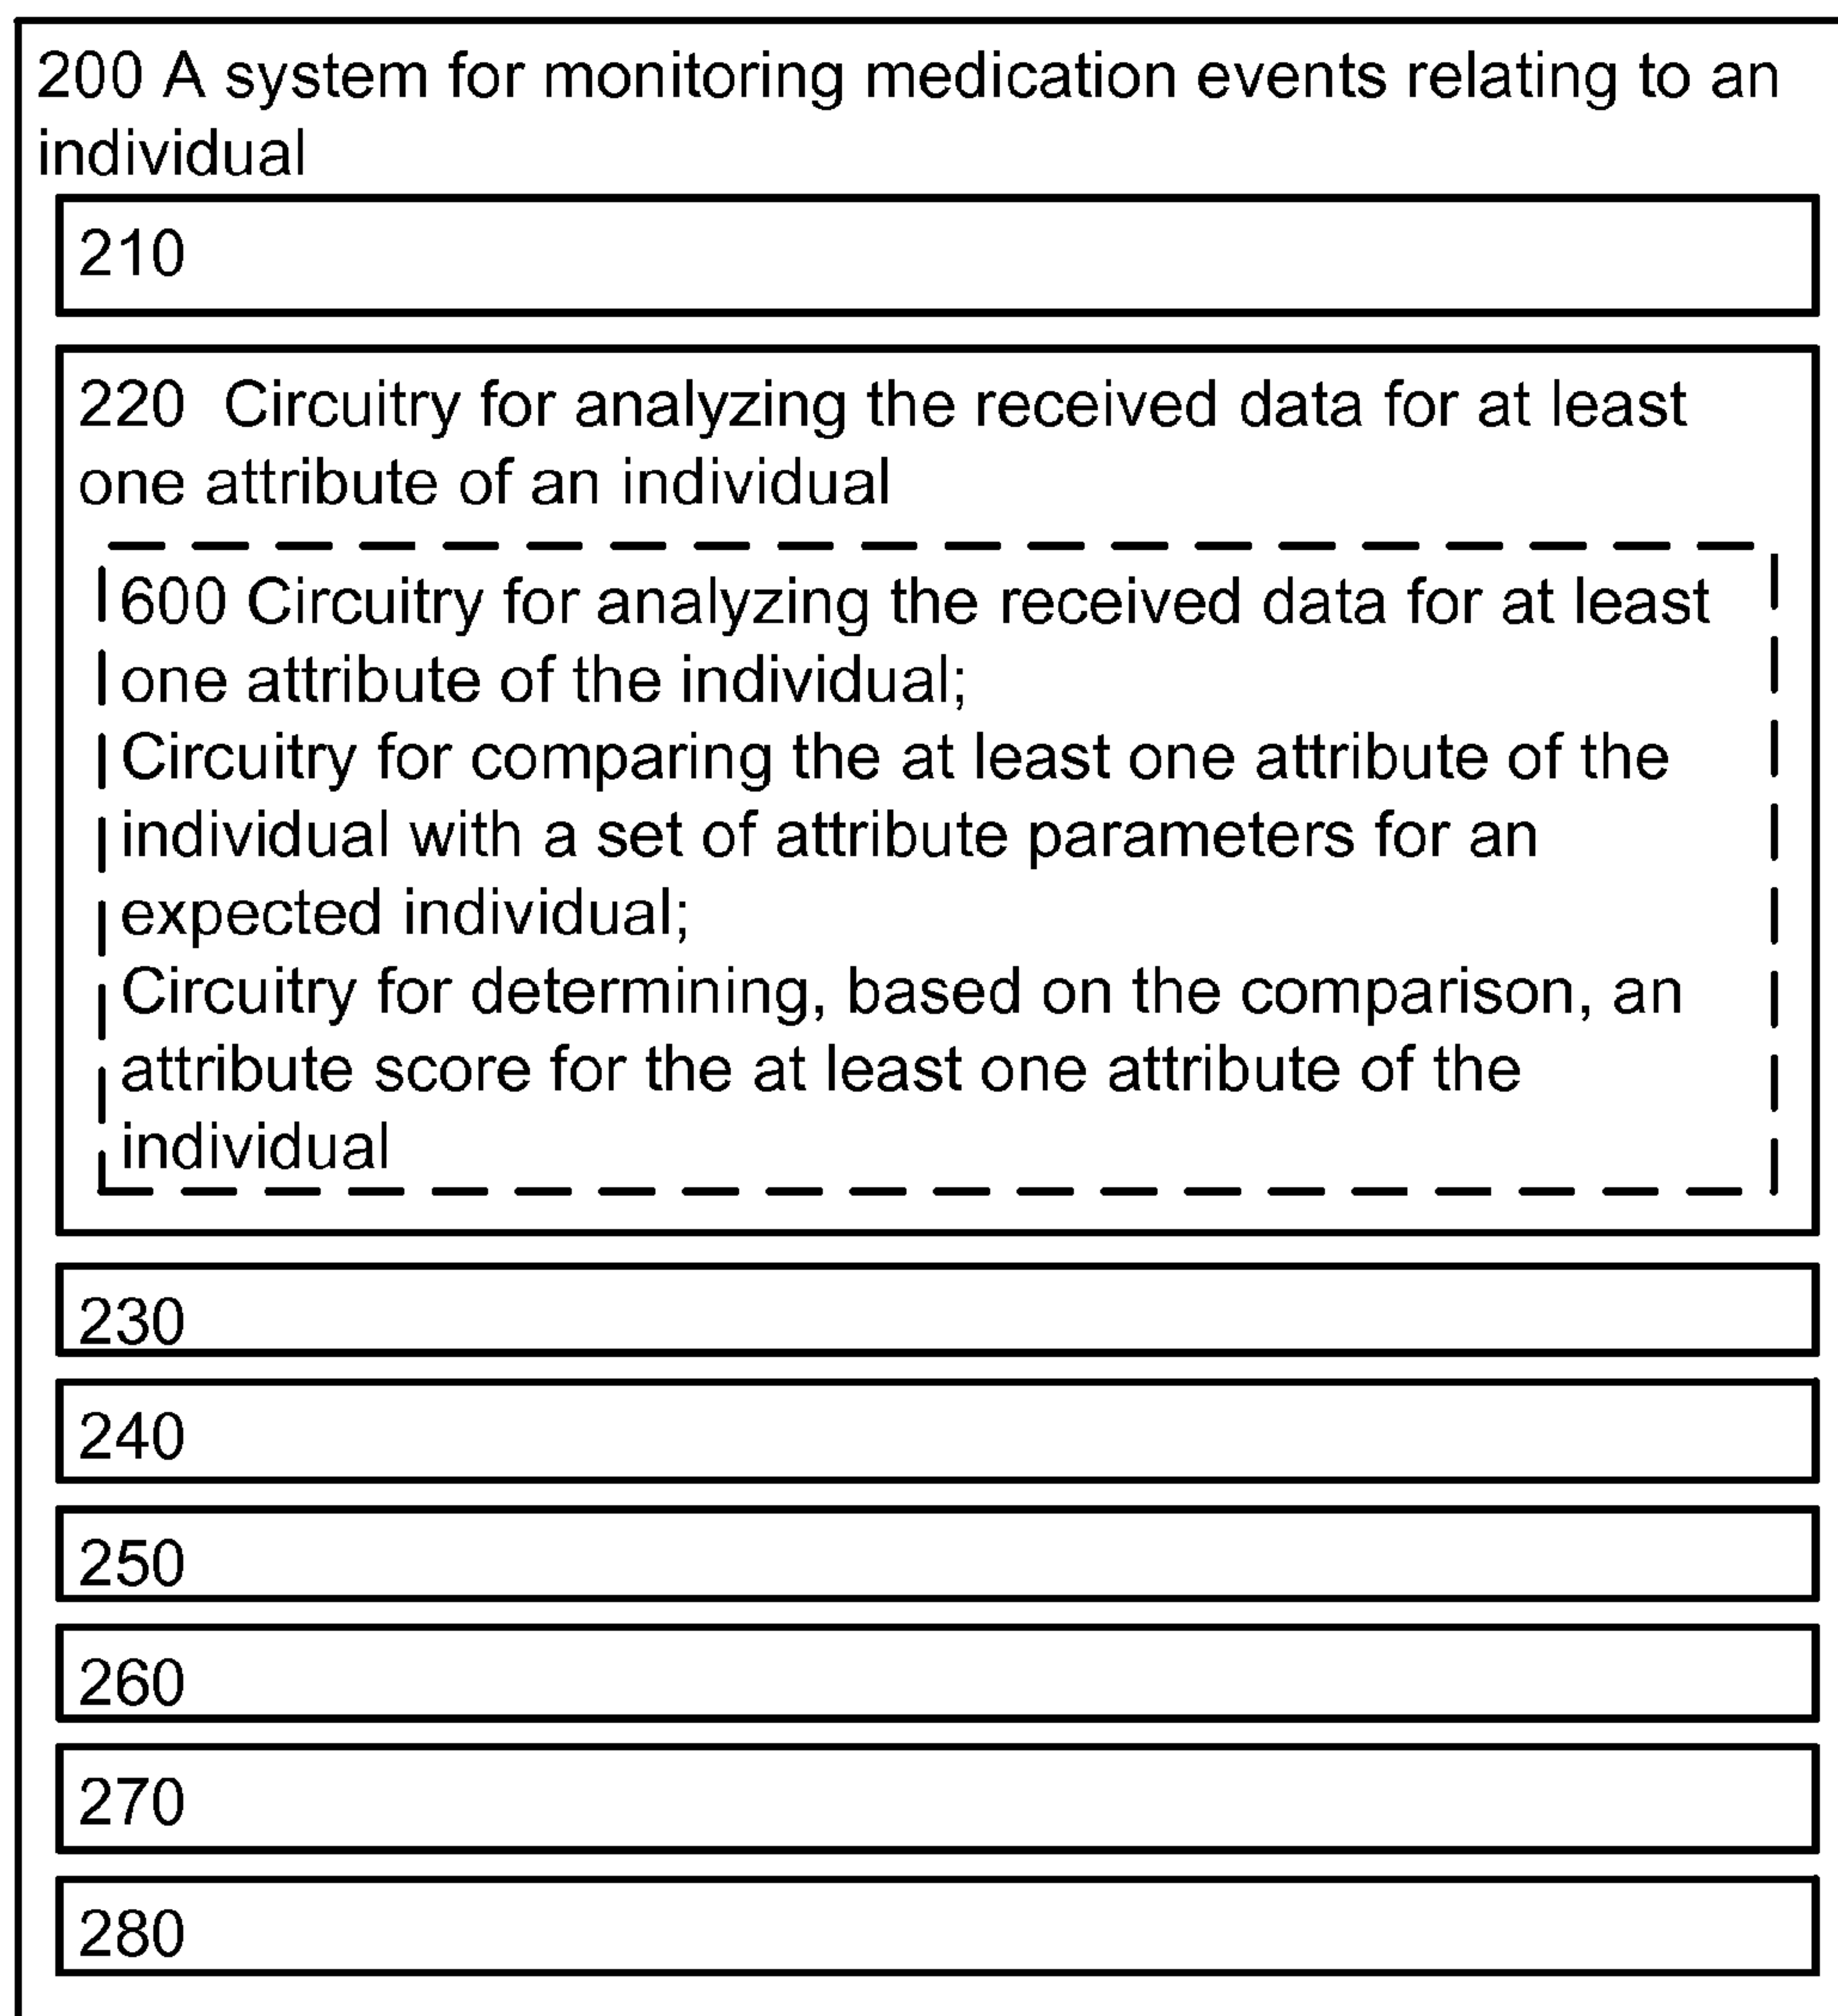 200 A system for monitoring medication events relating to an
individual
210
220 Circuitry for analyzing the received data for at least
one attribute of an individual
600 Circuitry for analyzing the received data for at least
one attribute of the individual;
Circuitry for comparing the at least one attribute of the
individual with a set of attribute parameters for an
expected individual;
Circuitry for determining, based on the comparison, an
attribute score for the at least one attribute of the
individual
230
240
250
260
270
280